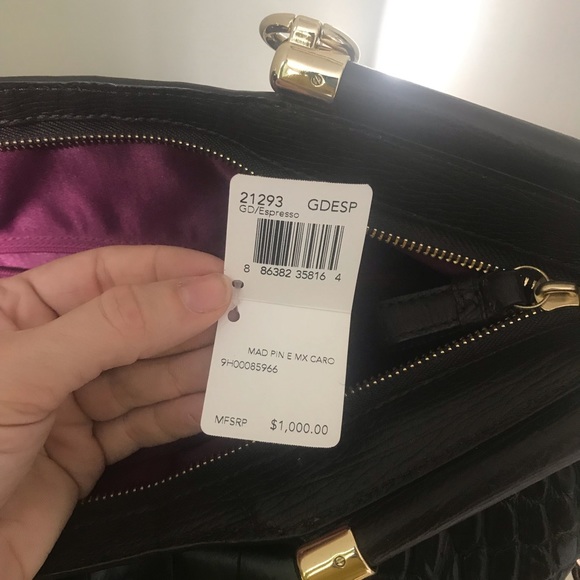 21293 GDESP
GD/Espresso
8 86382 35816 4
MAD PIN E MX CARO
9H00085966
MFSRP $1,000.00